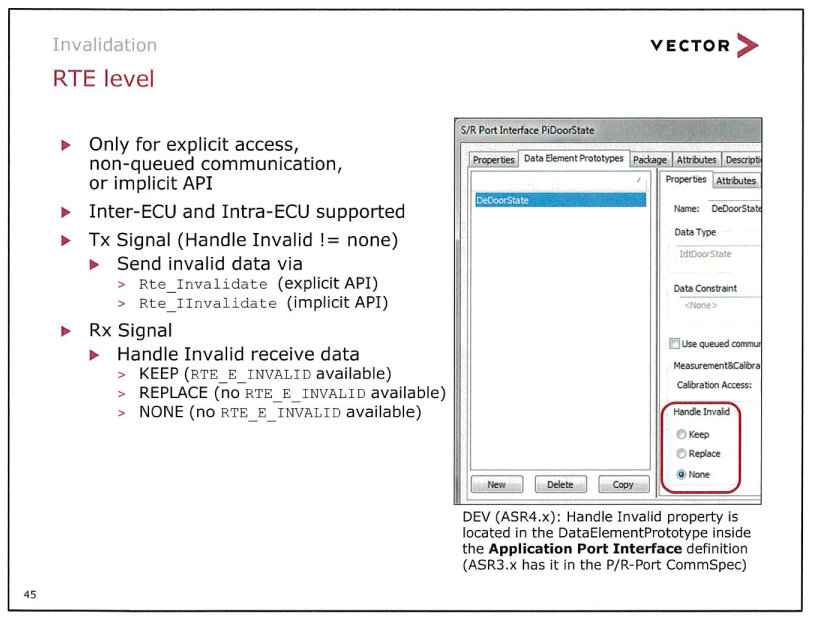 Invalidation
VECTOR
RTE level
▶ Only for explicit access,
non-queued communication,
or implicit API
▶ Inter-ECU and Intra-ECU supported
▶ Tx Signal (Handle Invalid != none)
▶ Send invalid data via
> Rte_Invalidate (explicit API)
> Rte_IInvalidate (implicit API)
▶ Rx Signal
▶ Handle Invalid receive data
> KEEP (RTE_E_INVALID available)
> REPLACE (no RTE_E_INVALID available)
> NONE (no RTE_E_INVALID available)
S/R Port Interface PiDoorState
Properties Data Element Prototypes Package Attributes Descripti
/
DeDoorState
Properties Attributes
Name: DeDoorState
Data Type
IdtDoorState
Data Constraint
<None>
Use queued commun
Measurement&Calibra
Calibration Access:
Handle Invalid
Keep
Replace
None
New Delete Copy
DEV (ASR4.x): Handle Invalid property is
located in the DataElementPrototype inside
the Application Port Interface definition
(ASR3.x has it in the P/R-Port CommSpec)
45